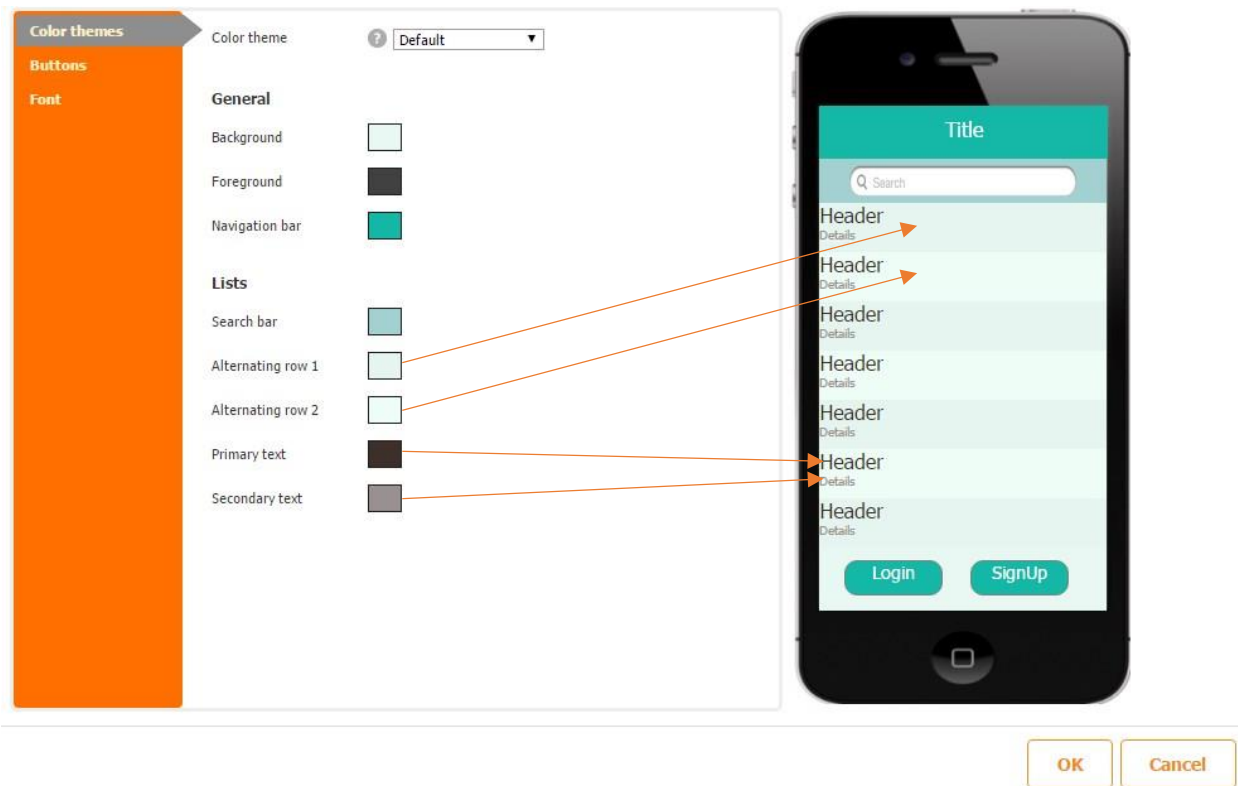 Color themes
Buttons
Font
Color theme
?
Default
General
Background
Foreground
Navigation bar
Lists
Search bar
Alternating row 1
Alternating row 2
Primary text
Secondary text
Title
Search
Header
Details
Header
Details
Header
Details
Header
Details
Header
Details
Header
Details
Header
Details
Login
SignUp
OK
Cancel